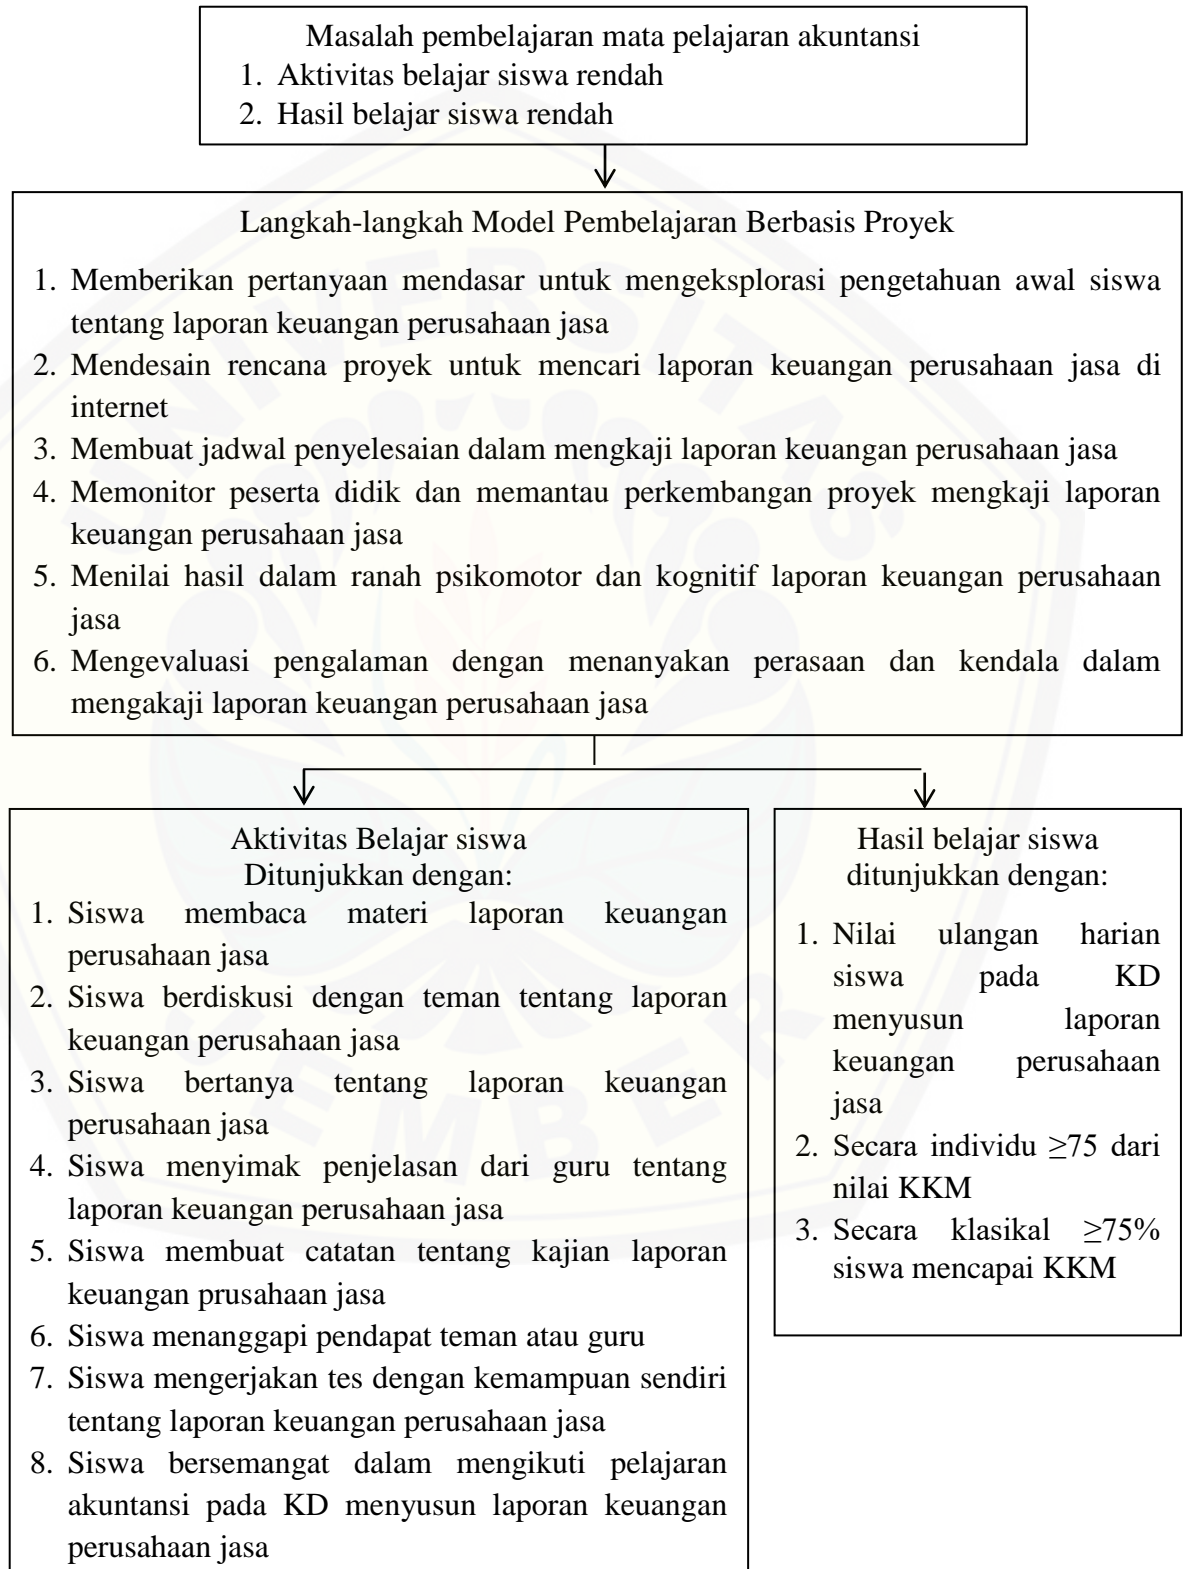 Masalah pembelajaran mata pelajaran akuntansi
1. Aktivitas belajar siswa rendah
2. Hasil belajar siswa rendah
Langkah-langkah Model Pembelajaran Berbasis Proyek
1. Memberikan pertanyaan mendasar untuk mengeksplorasi pengetahuan awal siswa
tentang laporan keuangan perusahaan jasa
2. Mendesain rencana proyek untuk mencari laporan keuangan perusahaan jasa di
internet
3. Membuat jadwal penyelesaian dalam mengkaji laporan keuangan perusahaan jasa
4. Memonitor peserta didik dan memantau perkembangan proyek mengkaji laporan
keuangan perusahaan jasa
5. Menilai hasil dalam ranah psikomotor dan kognitif laporan keuangan perusahaan
jasa
6. Mengevaluasi pengalaman dengan menanyakan perasaan dan kendala dalam
mengakaji laporan keuangan perusahaan jasa
Aktivitas Belajar siswa
Ditunjukkan dengan:
1. Siswa membaca materi laporan keuangan
perusahaan jasa
2. Siswa berdiskusi dengan teman tentang laporan
keuangan perusahaan jasa
3. Siswa bertanya tentang laporan keuangan
perusahaan jasa
4. Siswa menyimak penjelasan dari guru tentang
laporan keuangan perusahaan jasa
5. Siswa membuat catatan tentang kajian laporan
keuangan prusahaan jasa
6. Siswa menanggapi pendapat teman atau guru
7. Siswa mengerjakan tes dengan kemampuan sendiri
tentang laporan keuangan perusahaan jasa
8. Siswa bersemangat dalam mengikuti pelajaran
akuntansi pada KD menyusun laporan keuangan
perusahaan jasa
Hasil belajar siswa
ditunjukkan dengan:
1. Nilai ulangan harian
siswa pada KD
menyusun laporan
keuangan perusahaan
jasa
2. Secara individu ≥75 dari
nilai KKM
3. Secara klasikal ≥75%
siswa mencapai KKM
UNIVERSITAS
JEMBER